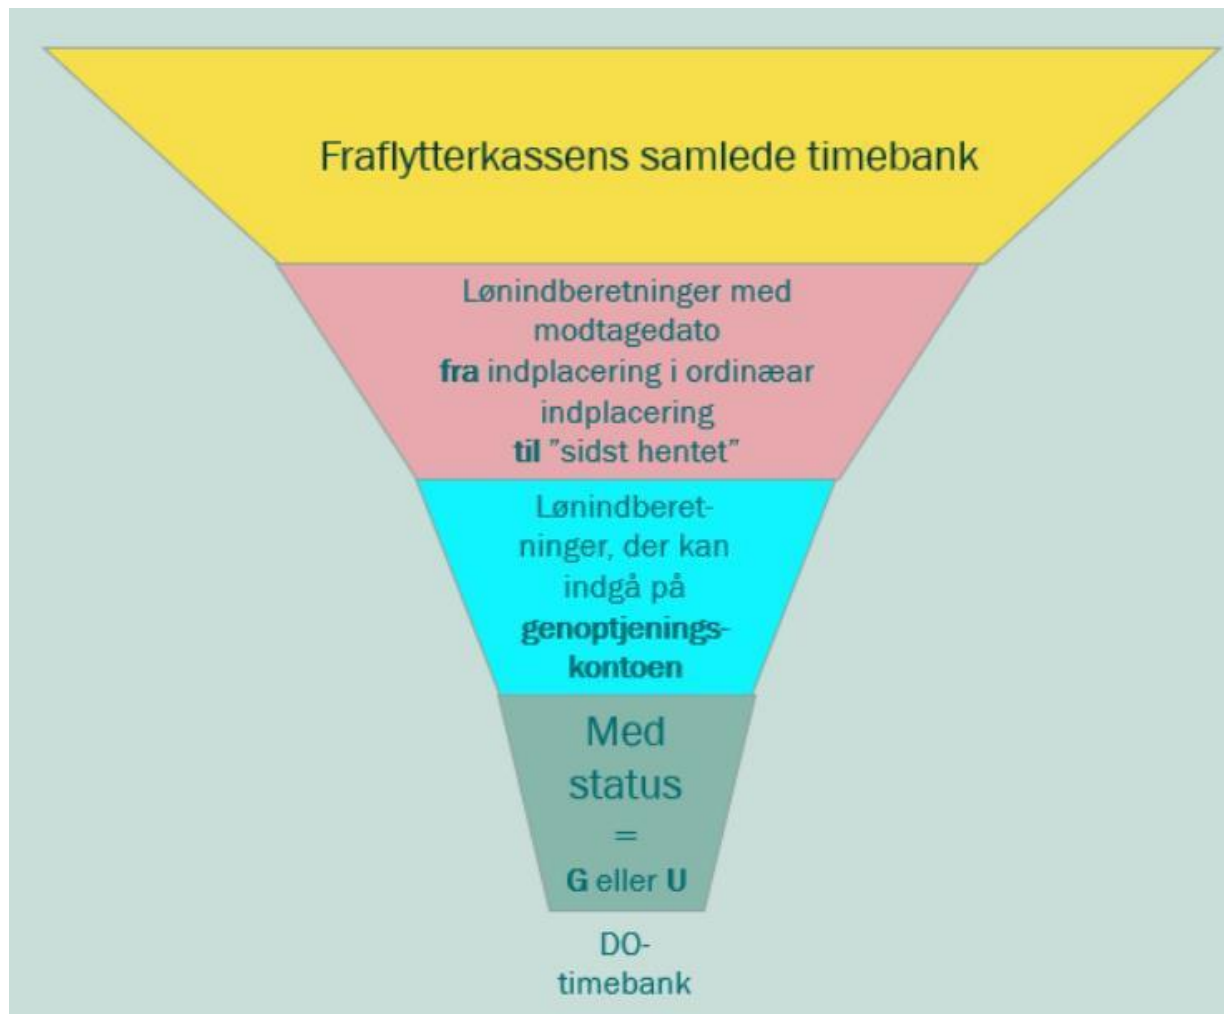 Fraflytterkassens samlede timebank
Lønindberetninger med
modtagedato
fra indplacering i ordinæar
indplacering
til ”sidst hentet”
Lønindberet-
ninger, der kan
indgå på
genoptjenings-
kontoen
Med
status
=
G eller U
DO-
timebank